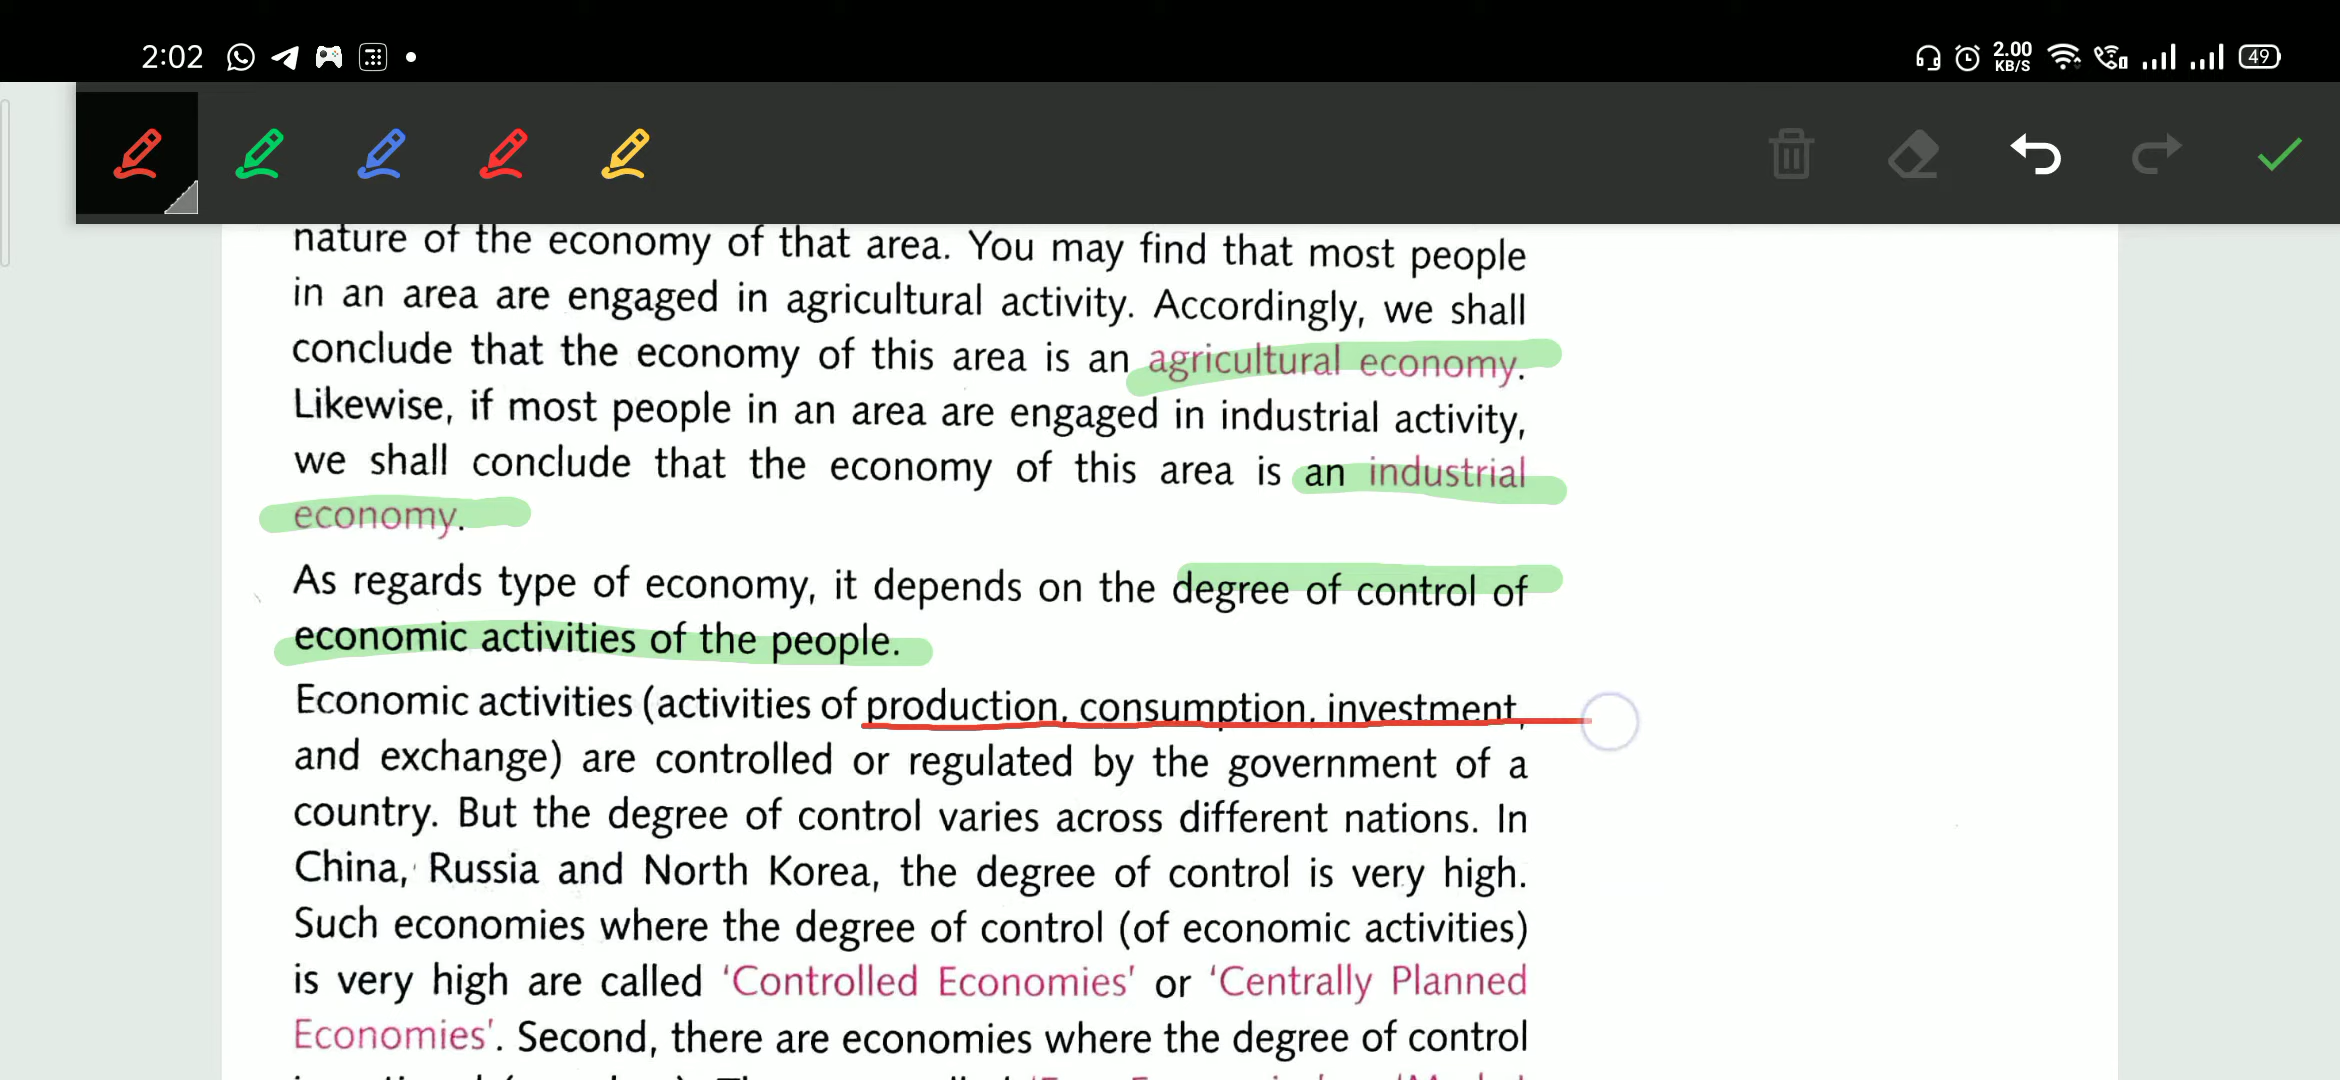 2:02
2.00
KB/S
49
nature of the economy of that area. You may find that most people
in an area are engaged in agricultural activity. Accordingly, we shall
conclude that the economy of this area is an agricultural economy.
Likewise, if most people in an area are engaged in industrial activity,
we shall conclude that the economy of this area is an industrial
economy.
As regards type of economy, it depends on the degree of control of
economic activities of the people.
Economic activities (activities of production, consumption, investment,
and exchange) are controlled or regulated by the government of a
country. But the degree of control varies across different nations. In
China, Russia and North Korea, the degree of control is very high.
Such economies where the degree of control (of economic activities)
is very high are called 'Controlled Economies' or 'Centrally Planned
Economies'. Second, there are economies where the degree of control